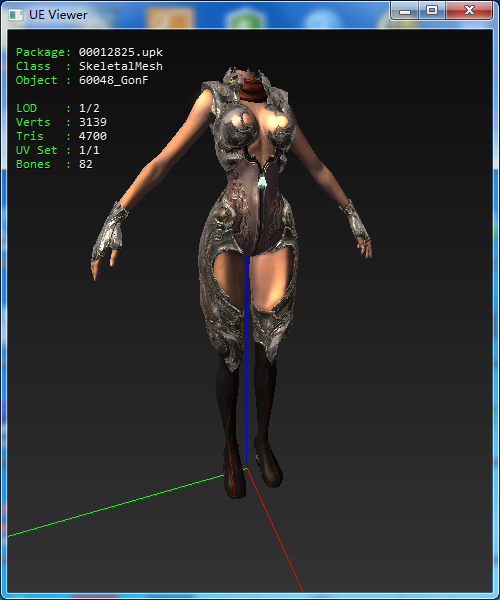 UE Viewer
Package: 00012825.upk
Class : SkeletalMesh
Object : 60048_GonF
LOD : 1/2
Verts : 3139
Tris : 4700
UV Set : 1/1
Bones : 82